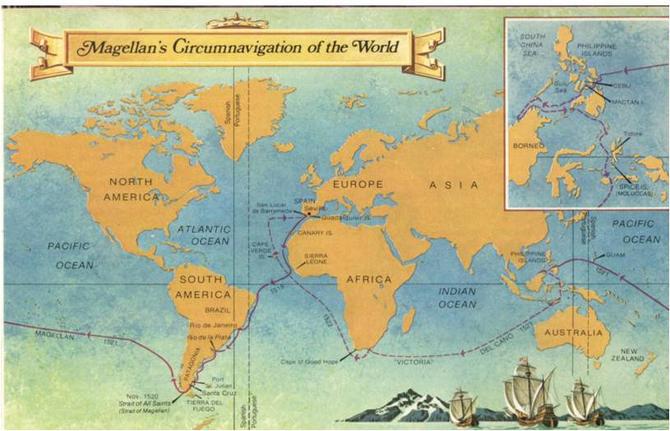 Magellan's Circumnavigation of the World
SOUTH
CHINA
SEA
PHILIPPINE
ISLANDS
Sulu
Sea
CEBU
MACTAN I.
BORNEO
Tidore
SPICE IS.
(MOLUCCAS)
Spanish
Portuguese
NORTH
AMERICA
EUROPE
ASIA
SPAIN
San Lucar
de Barrameda
Seville
Guadalquivir R.
ATLANTIC
OCEAN
CANARY IS.
PACIFIC
OCEAN
CAPE
VERDE
IS.
SIERRA
LEONE
Spanish
Portuguese
PACIFIC
OCEAN
PHILIPPINE
ISLANDS
GUAM
1521
SOUTH
AMERICA
AFRICA
INDIAN
OCEAN
1519
BRAZIL
Rio de Janeiro
Rio de la Plata
1522
MAGELLAN
1521
AUSTRALIA
DEL CANO 1521
"VICTORIA"
Cape of Good Hope
NEW
ZEALAND
PATAGONIA
Port
St. Julian
Santa Cruz
Nov. 1520
Strait of All Saints
(Strait of Magellan)
TIERRA DEL
FUEGO
Spanish
Portuguese